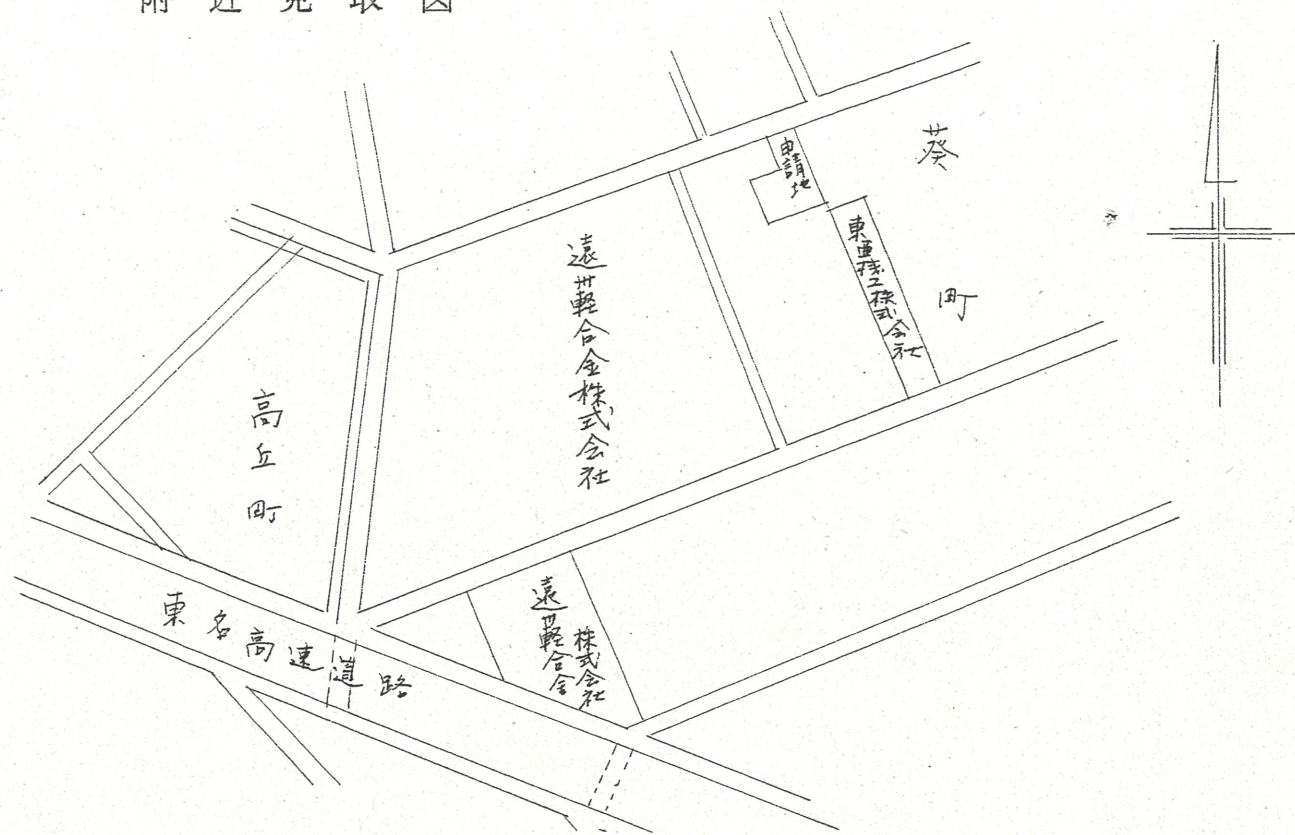 附近見取図
葵町
申請地
東亜残工株式会社
遠州軽合金株式会社
高丘町
遠州軽合金株式会社
東名高速道路